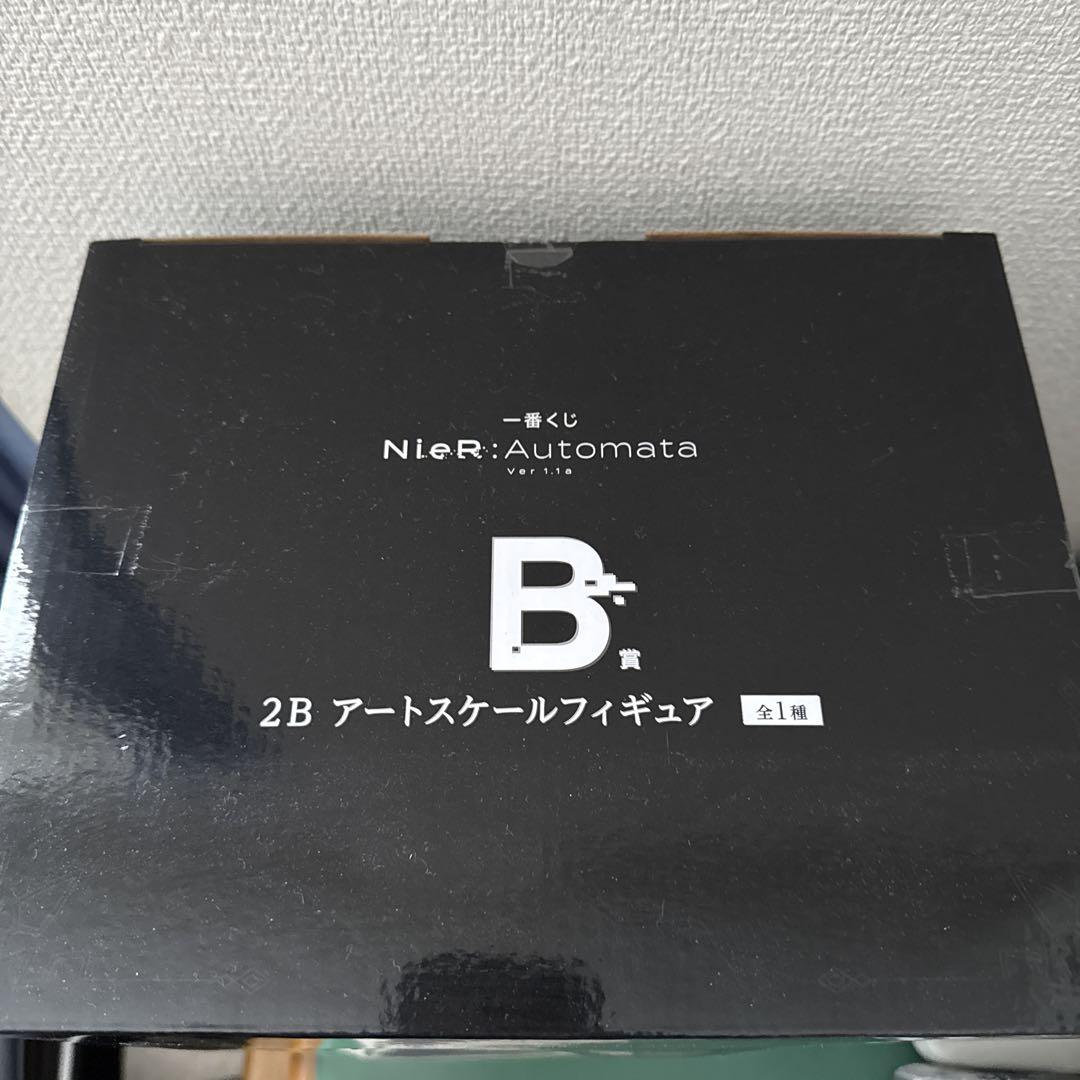 一番くじ
NieR:Automata
Ver 1.1a
B賞
2B アートスケールフィギュア 全1種